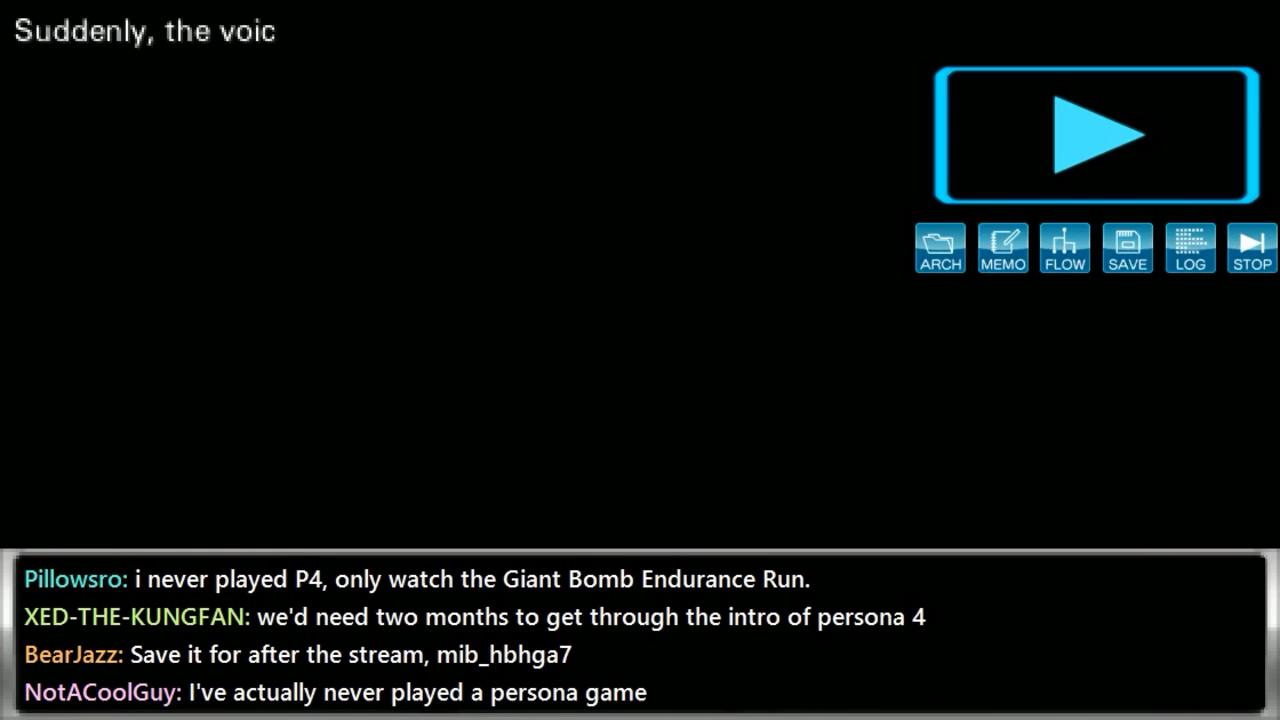 Suddenly, the voic
ARCH MEMO FLOW SAVE LOG STOP
Pillowsro: i never played P4, only watch the Giant Bomb Endurance Run.
XED-THE-KUNGFAN: we'd need two months to get through the intro of persona 4
BearJazz: Save it for after the stream, mib_hbhga7
NotACoolGuy: I've actually never played a persona game